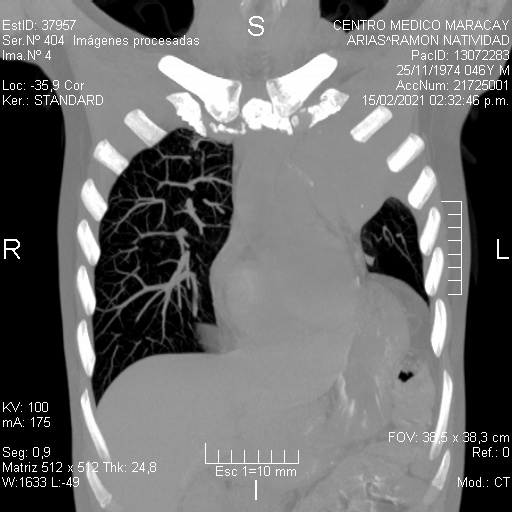 EstID: 37957
Ser.Nº 404 Imágenes procesadas
Ima.Nº 4
Loc: -35,9 Cor
Ker.: STANDARD
S
CENTRO MEDICO MARACAY
ARIAS^RAMON NATIVIDAD
PacID: 13072283
25/11/1974 046Y M
AccNum: 21725001
15/02/2021 02:32:46 p.m.
R
L
KV: 100
mA: 175
Seg: 0,9
Matriz 512 x 512 Thk: 24,8
W:1633 L:-49
Esc 1=10 mm
I
FOV: 38,5 x 38,3 cm
Ref.: 0
Mod.: CT